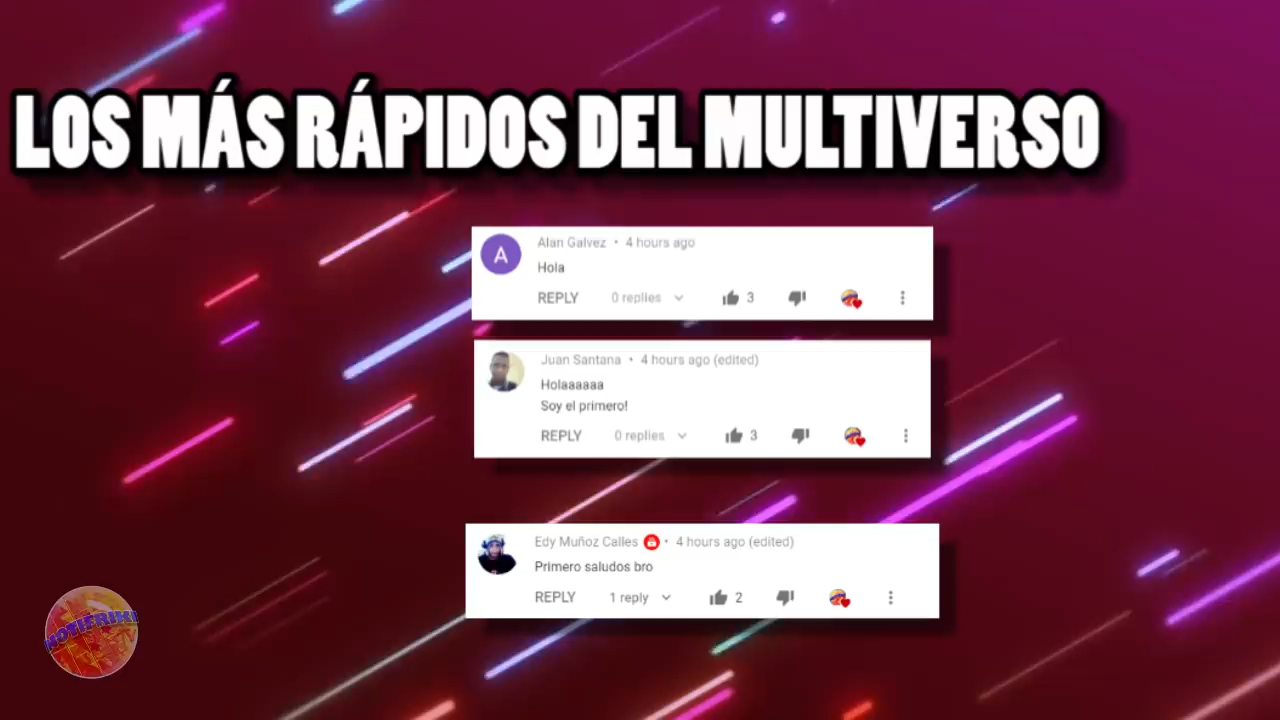 LOS MÁS RÁPIDOS DEL MULTIVERSO
A
Alan Galvez • 4 hours ago
Hola
REPLY 0 replies 3
Juan Santana • 4 hours ago (edited)
Holaaaaaa
Soy el primero!
REPLY 0 replies 3
Edy Muñoz Calles • 4 hours ago (edited)
Primero saludos bro
REPLY 1 reply 2